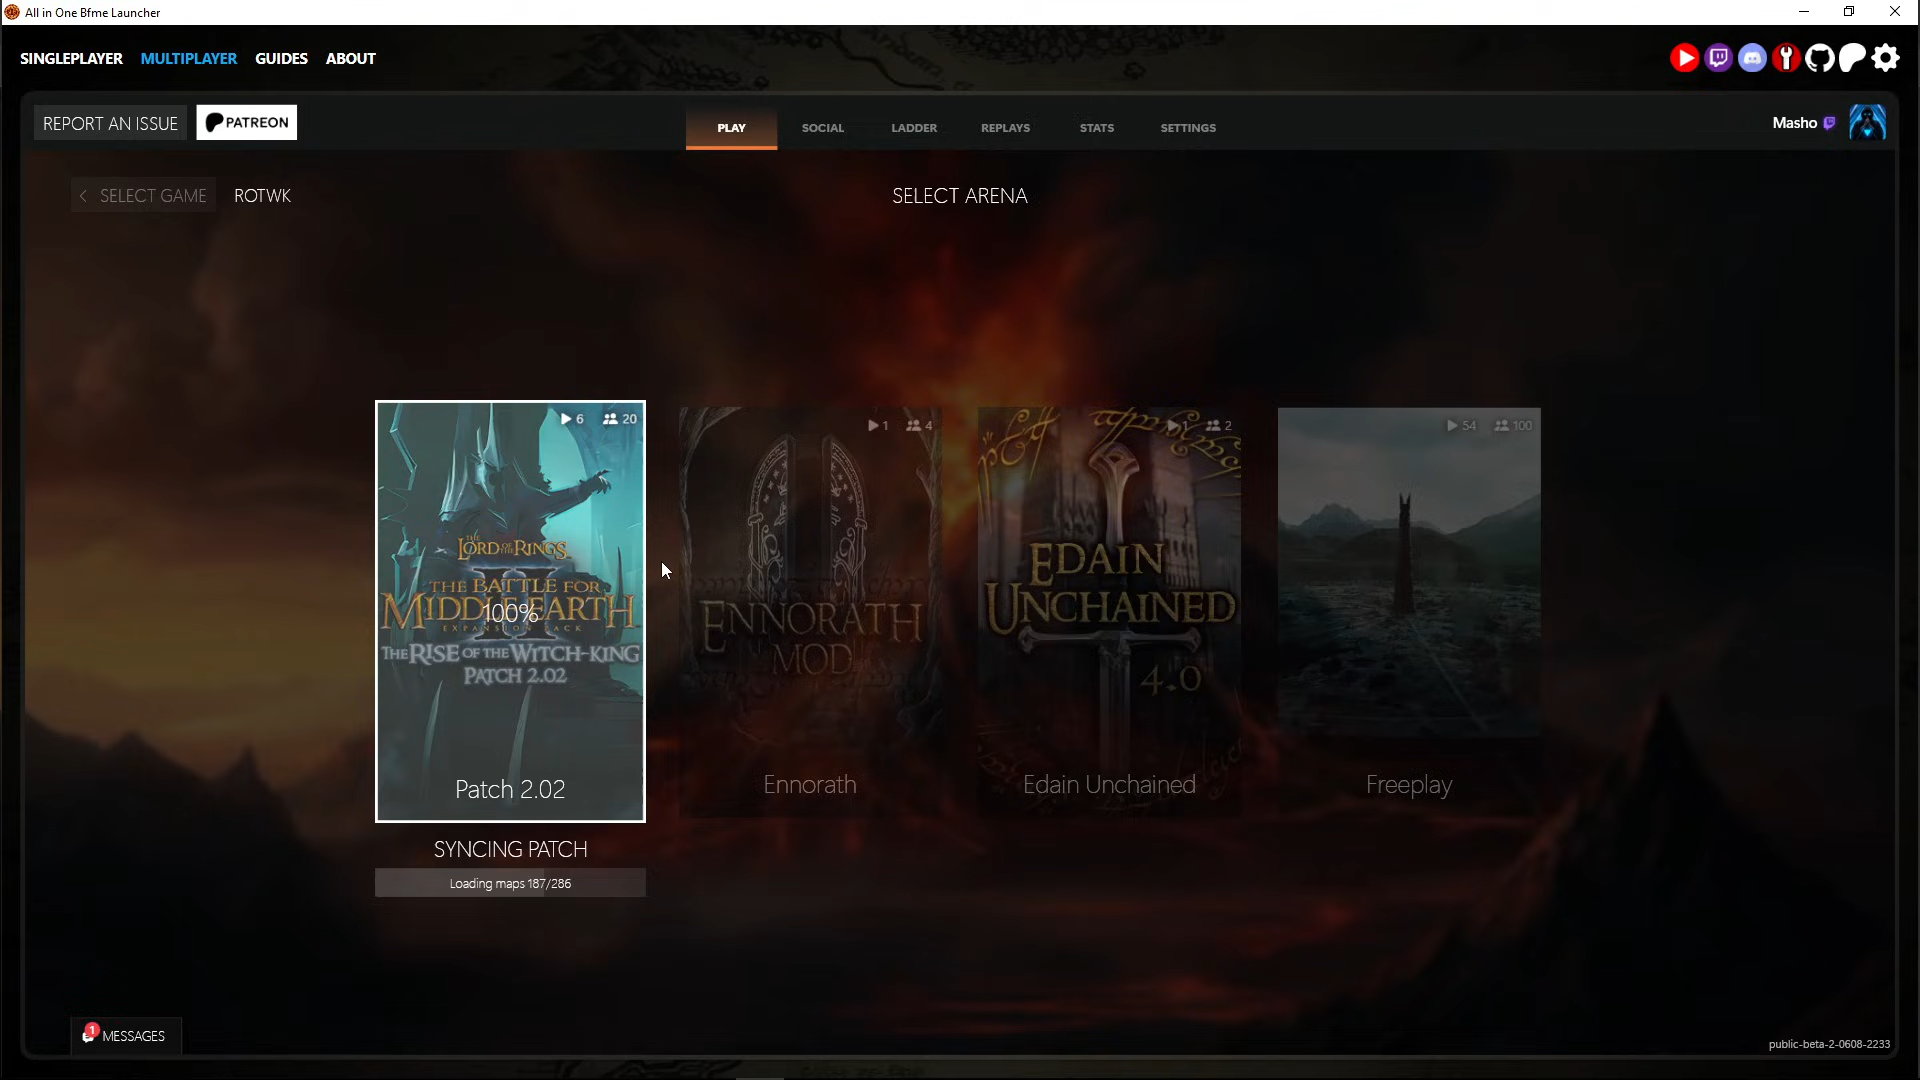 All in One Bfme Launcher
SINGLEPLAYER MULTIPLAYER GUIDES ABOUT
REPORT AN ISSUE PATREON
PLAY SOCIAL LADDER REPLAYS STATS SETTINGS
Masho
SELECT GAME ROTWK
SELECT ARENA
6 20
THE
LORD OF THE RINGS
II
THE BATTLE FOR
MIDDLE-EARTH
100%
EXPANSION PACK
THE RISE OF THE WITCH-KING
PATCH 2.02
Patch 2.02
1 4
ENNORATH
MOD
Ennorath
1 2
EDAIN
UNCHAINED
4.0
Edain Unchained
54 100
Freeplay
SYNCING PATCH
Loading maps 187/286
1 MESSAGES
public-beta-2-0608-2233